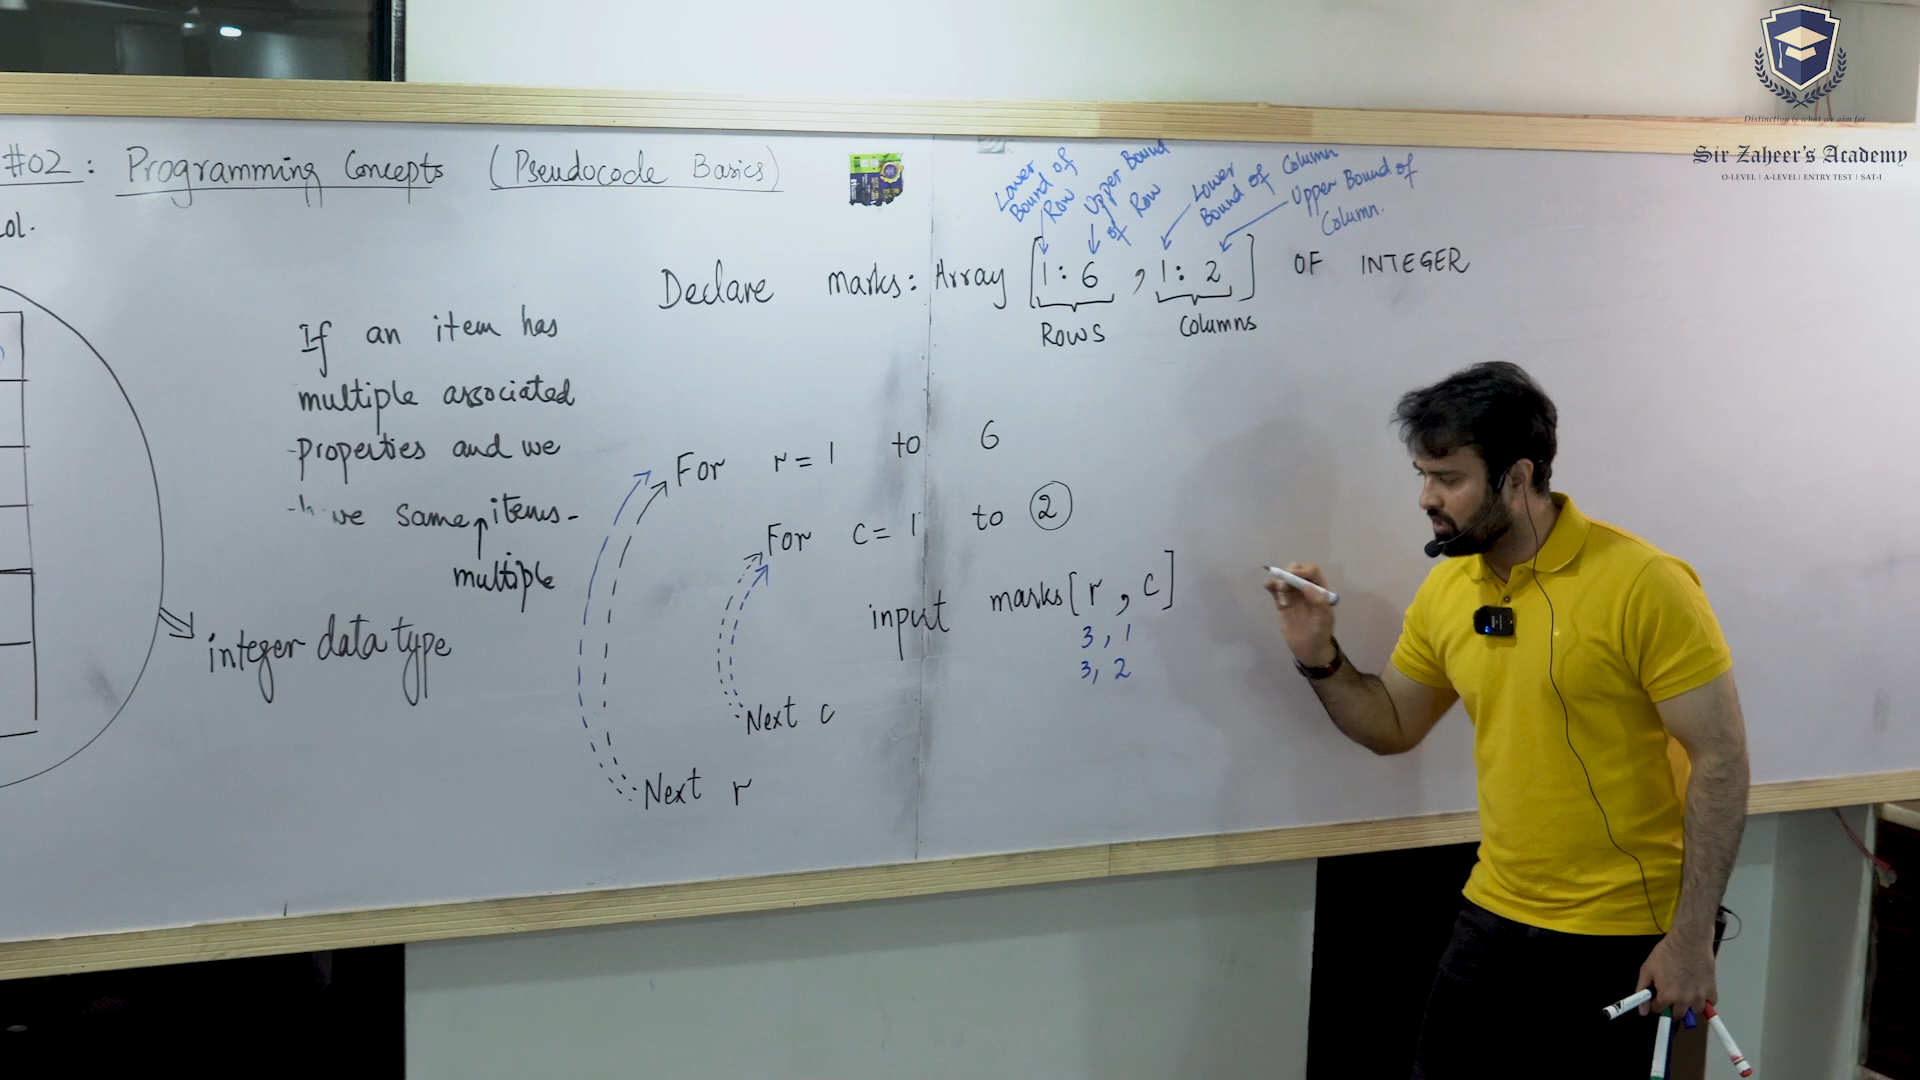 #02 : Programming Concepts (Pseudocode Basics)
Lower Bound of Row
Upper Bound of Row
Lower Bound of Column
Upper Bound of Column.
Declare marks: Array [1:6 , 1:2] OF INTEGER
Rows
Columns
If an item has
multiple associated
properties and we
same items.
multiple
integer data type
For r = 1 to 6
For c = 1 to 2
input marks[r , c]
3, 1
3, 2
Next c
Next r
Distinction is what we aim for
Sir Zaheer's Academy
O-LEVEL | A-LEVEL | ENTRY TEST | SAT-I